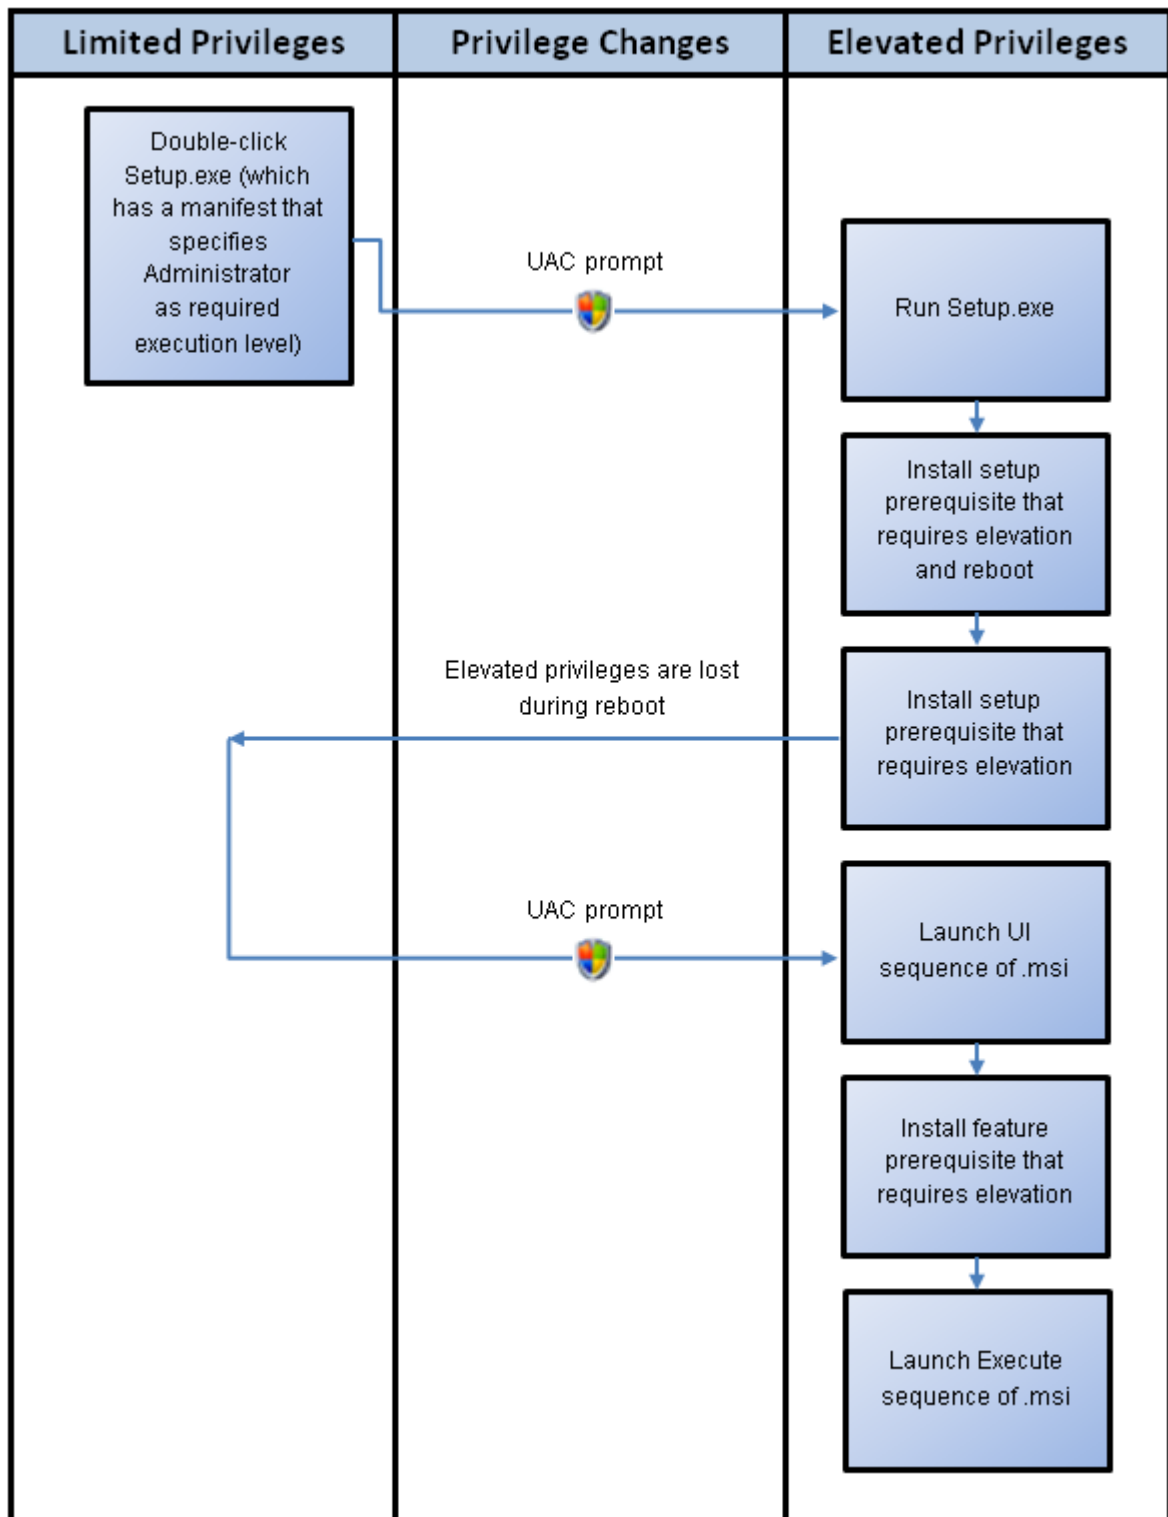 Limited Privileges
Privilege Changes
Elevated Privileges
Double-click
Setup.exe (which
has a manifest that
specifies
Administrator
as required
execution level)
UAC prompt
Run Setup.exe
Install setup
prerequisite that
requires elevation
and reboot
Elevated privileges are lost
during reboot
Install setup
prerequisite that
requires elevation
UAC prompt
Launch UI
sequence of .msi
Install feature
prerequisite that
requires elevation
Launch Execute
sequence of .msi